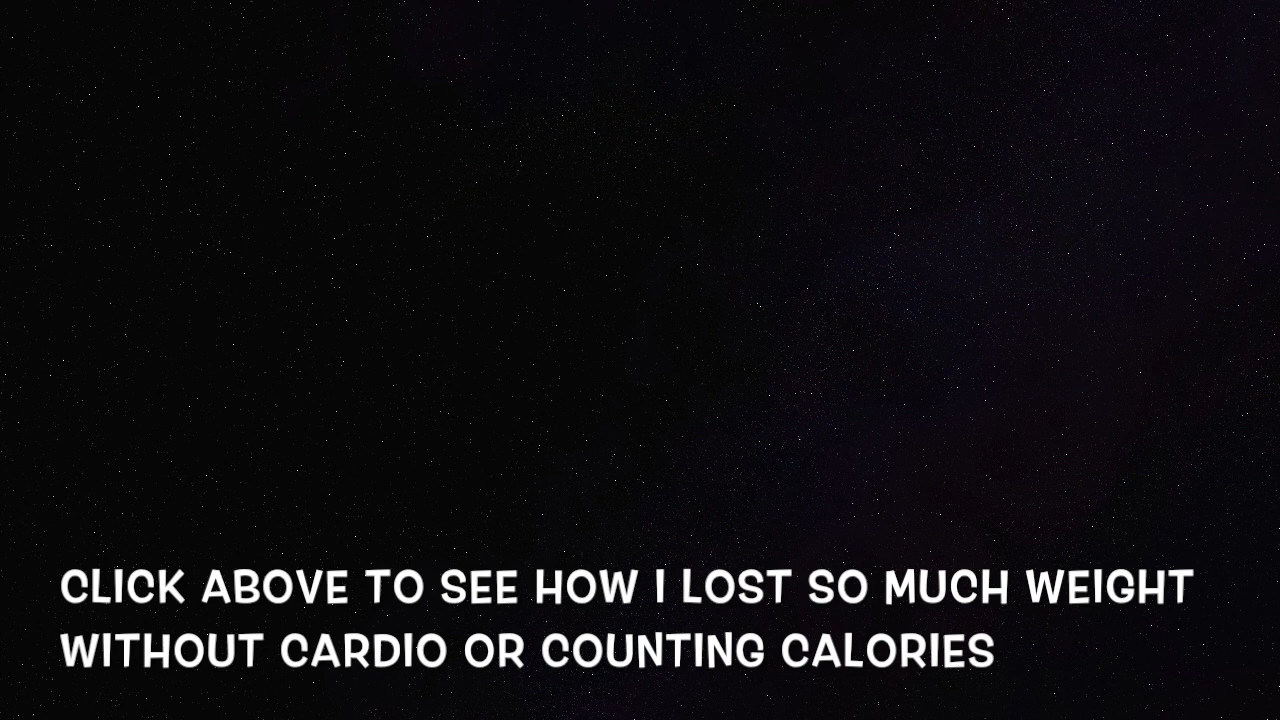 CLICK ABOVE TO SEE HOW I LOST SO MUCH WEIGHT
WITHOUT CARDIO OR COUNTING CALORIES